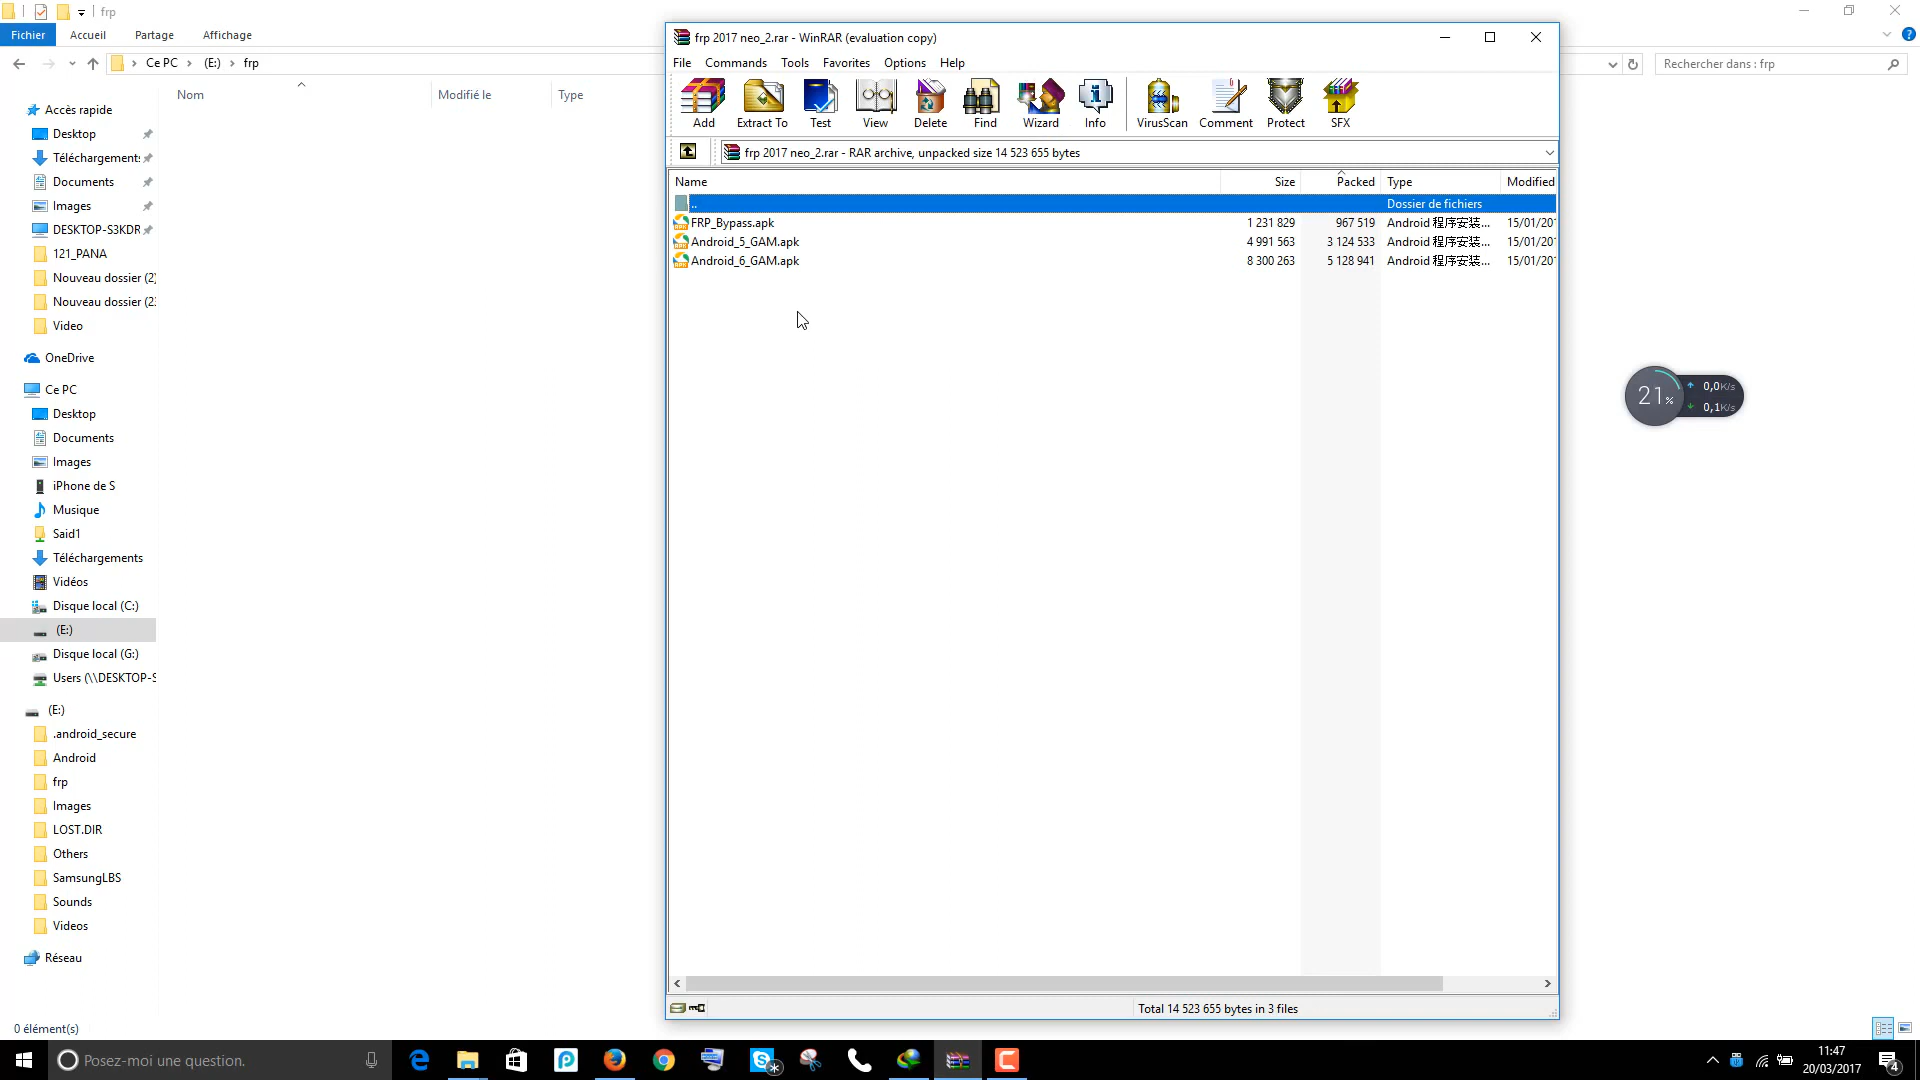 frp
Fichier Accueil Partage Affichage
Ce PC (E:) frp
Rechercher dans : frp
Nom Modifié le Type
Accès rapide
Desktop
Téléchargement:
Documents
Images
DESKTOP-S3KDR
121_PANA
Nouveau dossier (2)
Nouveau dossier (2:
Video
OneDrive
Ce PC
Desktop
Documents
Images
iPhone de S
Musique
Said1
Téléchargements
Vidéos
Disque local (C:)
(E:)
Disque local (G:)
Users (\\DESKTOP-S
(E:)
.android_secure
Android
frp
Images
LOST.DIR
Others
SamsungLBS
Sounds
Videos
Réseau
0 élément(s)
frp 2017 neo_2.rar - WinRAR (evaluation copy)
File Commands Tools Favorites Options Help
Add Extract To Test View Delete Find Wizard Info VirusScan Comment Protect SFX
frp 2017 neo_2.rar - RAR archive, unpacked size 14 523 655 bytes
Name Size Packed Type Modified
.. Dossier de fichiers
FRP_Bypass.apk 1 231 829 967 519 Android 程序安装... 15/01/20
Android_5_GAM.apk 4 991 563 3 124 533 Android 程序安装... 15/01/20
Android_6_GAM.apk 8 300 263 5 128 941 Android 程序安装... 15/01/20
Total 14 523 655 bytes in 3 files
21% 0,0K/s
0,1K/s
Posez-moi une question.
11:47
20/03/2017
4